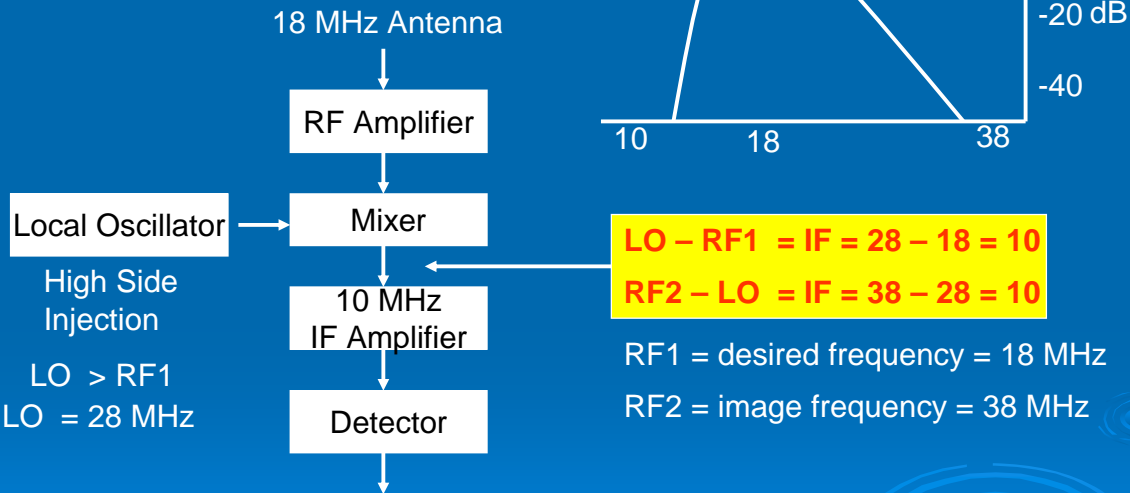 18 MHz Antenna
RF Amplifier
Local Oscillator
Mixer
High Side
Injection
10 MHz
IF Amplifier
LO > RF1
LO = 28 MHz
Detector
-20 dB
-40
10
18
38
LO – RF1 = IF = 28 – 18 = 10
RF2 – LO = IF = 38 – 28 = 10
RF1 = desired frequency = 18 MHz
RF2 = image frequency = 38 MHz